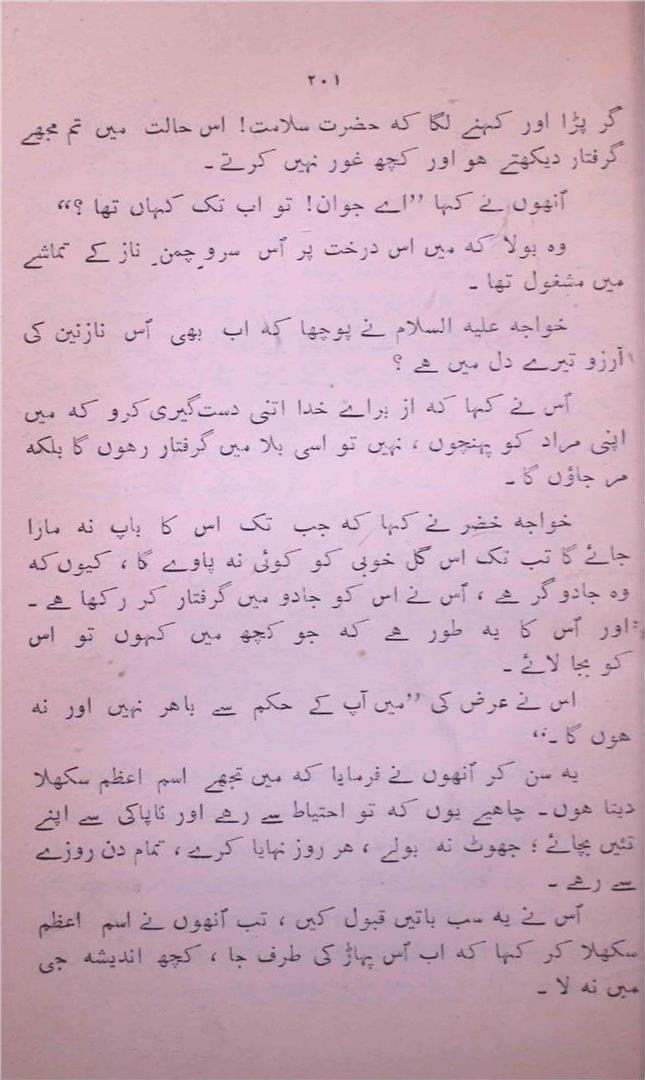 ۲۰۱
گر پڑا اور کہنے لگا کہ حضرت سلامت! اس حالت میں تم مجھے
گرفتار دیکھتے ہو اور کچھ غور نہیں کرتے ۔
اُنھوں نے کہا ”اے جوان! تو اب تک کہاں تھا ؟“
وہ بولا کہ میں اس درخت پر اُس سروِ چمنِ ناز کے تماشے
میں مشغول تھا ۔
خواجہ علیہ السلام نے پوچھا کہ اب بھی اُس نازنین کی
آرزو تیرے دل میں ہے ؟
اُس نے کہا کہ از براے خدا اتنی دست گیری کرو کہ میں
اپنی مراد کو پہنچوں ، نہیں تو اسی بلا میں گرفتار رہوں گا بلکہ
مر جاؤں گا ۔
خواجہ خضر نے کہا کہ جب تک اس کا باپ نہ مارا
جائے گا تب تک اس گل خوبی کو کوئی نہ پاوے گا ، کیوں کہ
وہ جادو گر ہے ، اُس نے اس کو جادو میں گرفتار کر رکھا ہے ۔
اور اُس کا یہ طور ہے کہ جو کچھ میں کہوں تو اس
کو بجا لائے ۔
اس نے عرض کی ”میں آپ کے حکم سے باہر نہیں اور نہ
ہوں گا ۔“
یہ سن کر اُنھوں نے فرمایا کہ میں تجھے اسم اعظم سکھلا
دیتا ہوں ۔ چاہیے یوں کہ تو احتیاط سے رہے اور ناپاکی سے اپنے
تئیں بچائے ؛ جھوٹ نہ بولے ، ہر روز نہایا کرے ، تمام دن روزے
سے رہے ۔
اُس نے یہ سب باتیں قبول کیں ، تب اُنھوں نے اسم اعظم
سکھلا کر کہا کہ اب اُس پہاڑ کی طرف جا ، کچھ اندیشہ جی
میں نہ لا ۔